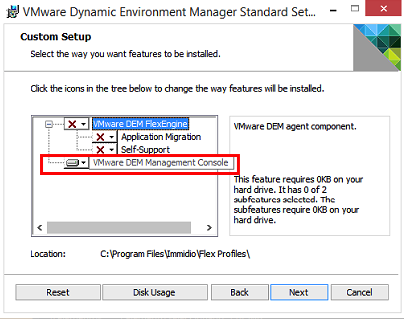 VMware Dynamic Environment Manager Standard Set...
Custom Setup
Select the way you want features to be installed.
Click the icons in the tree below to change the way features will be installed.
VMware DEM FlexEngine
Application Migration
Self-Support
VMware DEM Management Console
VMware DEM agent component.
This feature requires 0KB on your
hard drive. It has 0 of 2
subfeatures selected. The
subfeatures require 0KB on your
hard drive.
Location: C:\Program Files\Immidio\Flex Profiles\
Reset Disk Usage Back Next Cancel